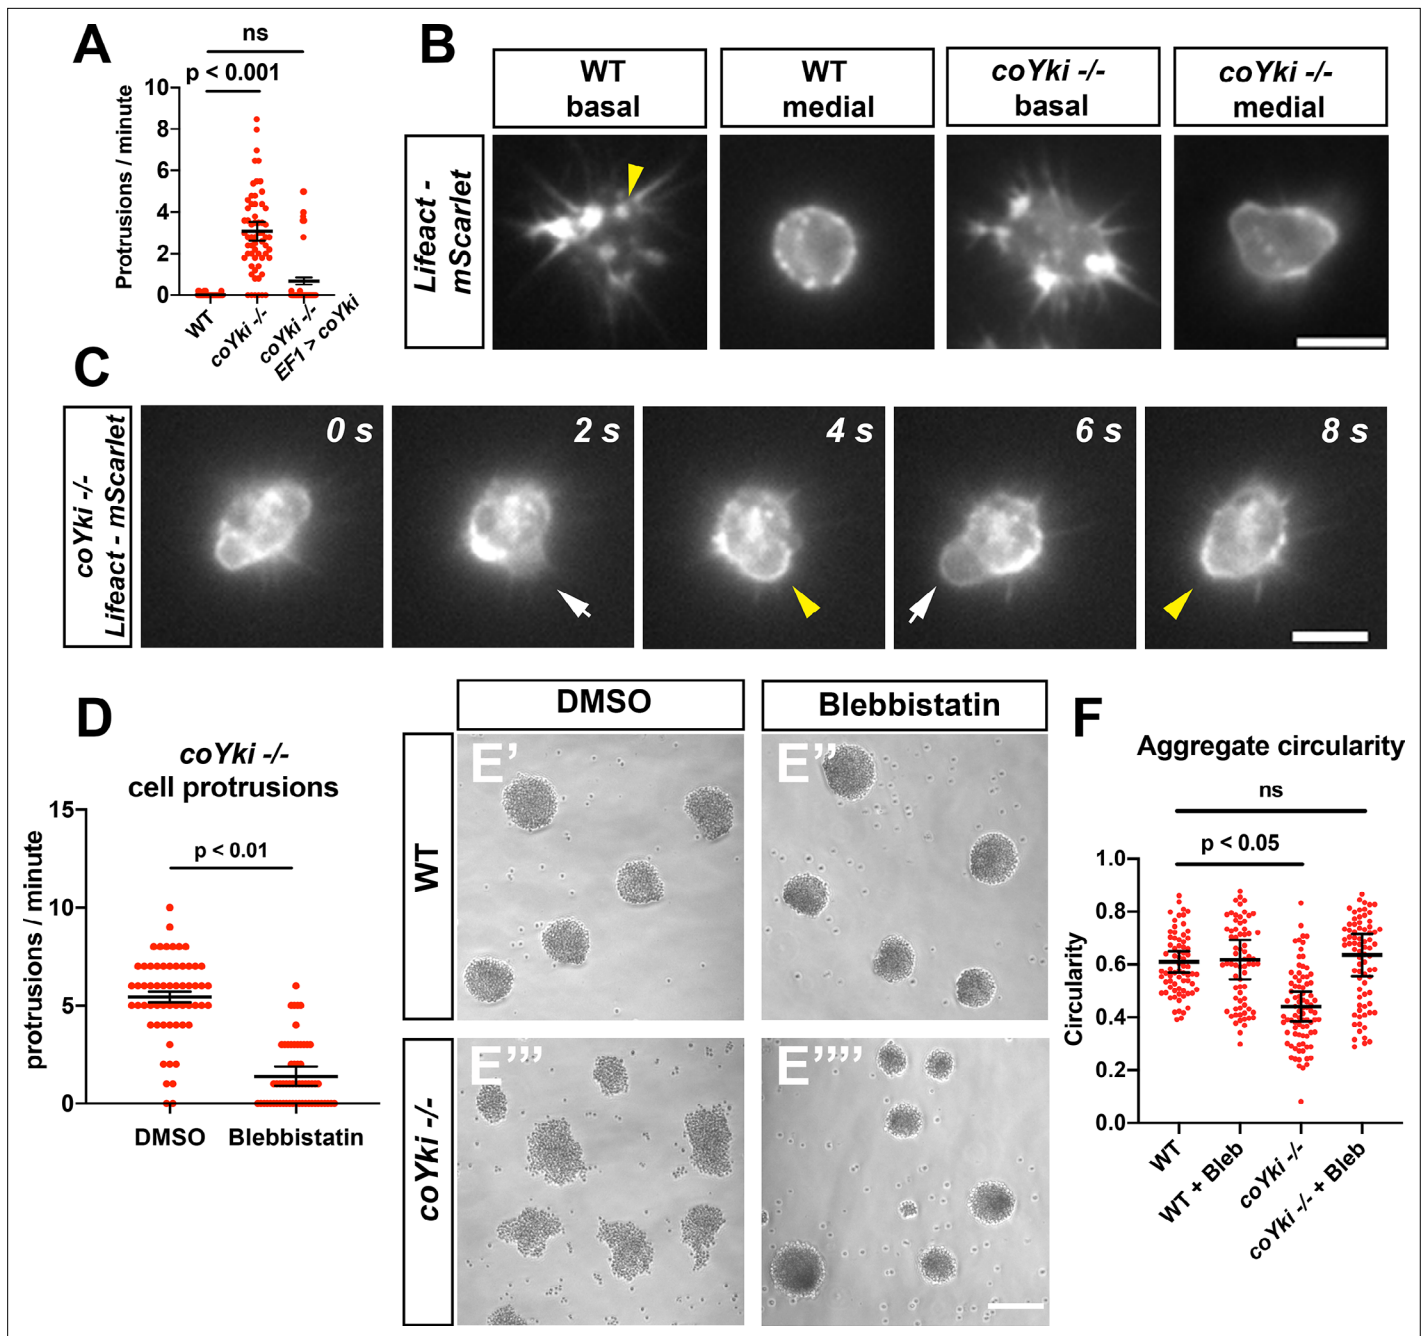 A
ns
p < 0.001
Protrusions / minute
10
8
6
4
2
0
WT
coYki -/-
coYki -/-
EF1 > coYki
B
WT
basal
WT
medial
coYki -/-
basal
coYki -/-
medial
Lifeact -
mScarlet
C
coYki -/-
Lifeact - mScarlet
0 s
2 s
4 s
6 s
8 s
D
coYki -/-
cell protrusions
protrusions / minute
15
10
5
0
p < 0.01
DMSO
Blebbistatin
DMSO
Blebbistatin
WT
coYki -/-
E'
E''
E'''
E''''
F
Aggregate circularity
ns
p < 0.05
Circularity
1.0
0.8
0.6
0.4
0.2
0.0
WT
WT + Bleb
coYki -/-
coYki -/- + Bleb